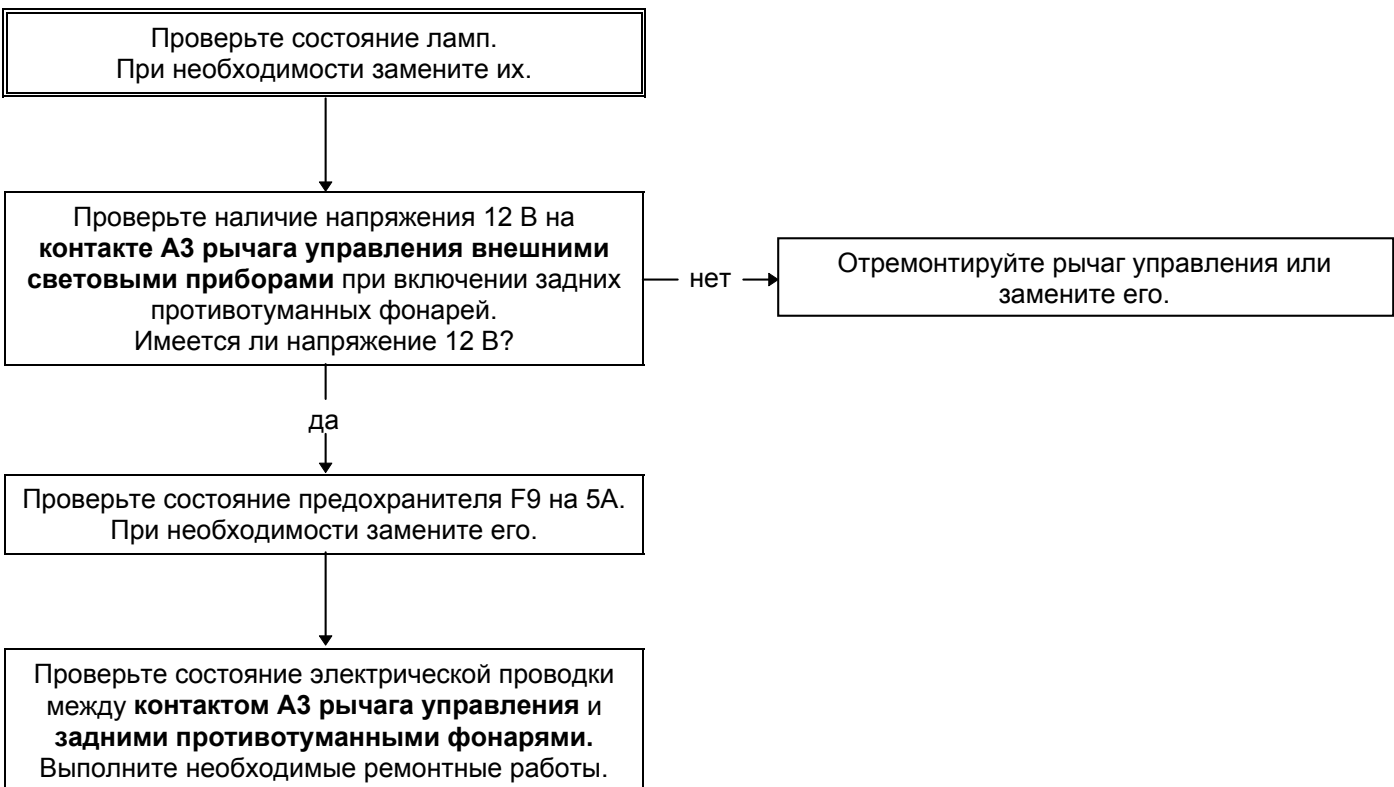 Проверьте состояние ламп.
При необходимости замените их.
Проверьте наличие напряжения 12 В на
контакте А3 рычага управления внешними
световыми приборами при включении задних
противотуманных фонарей.
Имеется ли напряжение 12 В?
нет
Отремонтируйте рычаг управления или
замените его.
да
Проверьте состояние предохранителя F9 на 5А.
При необходимости замените его.
Проверьте состояние электрической проводки
между контактом А3 рычага управления и
задними противотуманными фонарями.
Выполните необходимые ремонтные работы.